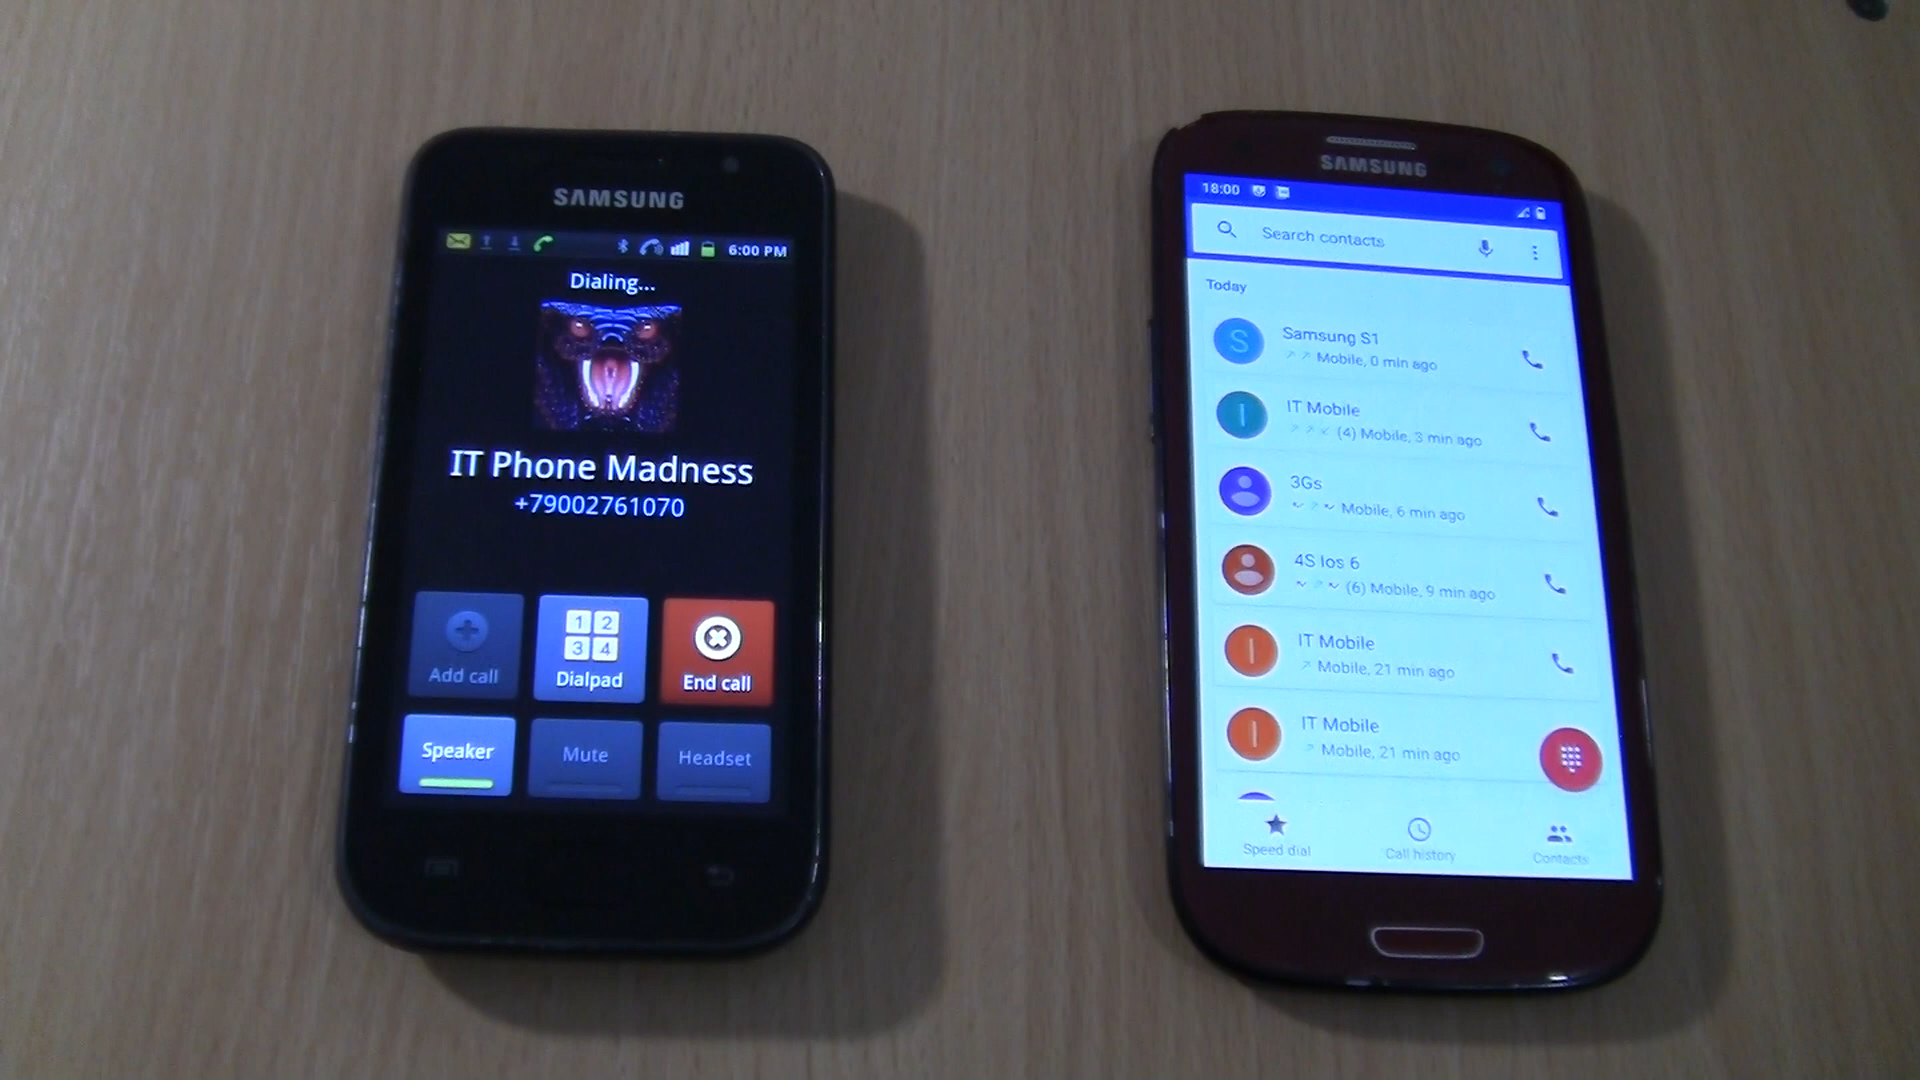 SAMSUNG
6:00 PM
Dialing...
IT Phone Madness
+79002761070
Add call
1 2
3 4
Dialpad
End call
Speaker
Mute
Headset
SAMSUNG
18:00
Search contacts
Today
S
Samsung S1
Mobile, 0 min ago
I
IT Mobile
(4) Mobile, 3 min ago
3Gs
Mobile, 6 min ago
4S Ios 6
(6) Mobile, 9 min ago
I
IT Mobile
Mobile, 21 min ago
I
IT Mobile
Mobile, 21 min ago
Speed dial
Call history
Contacts